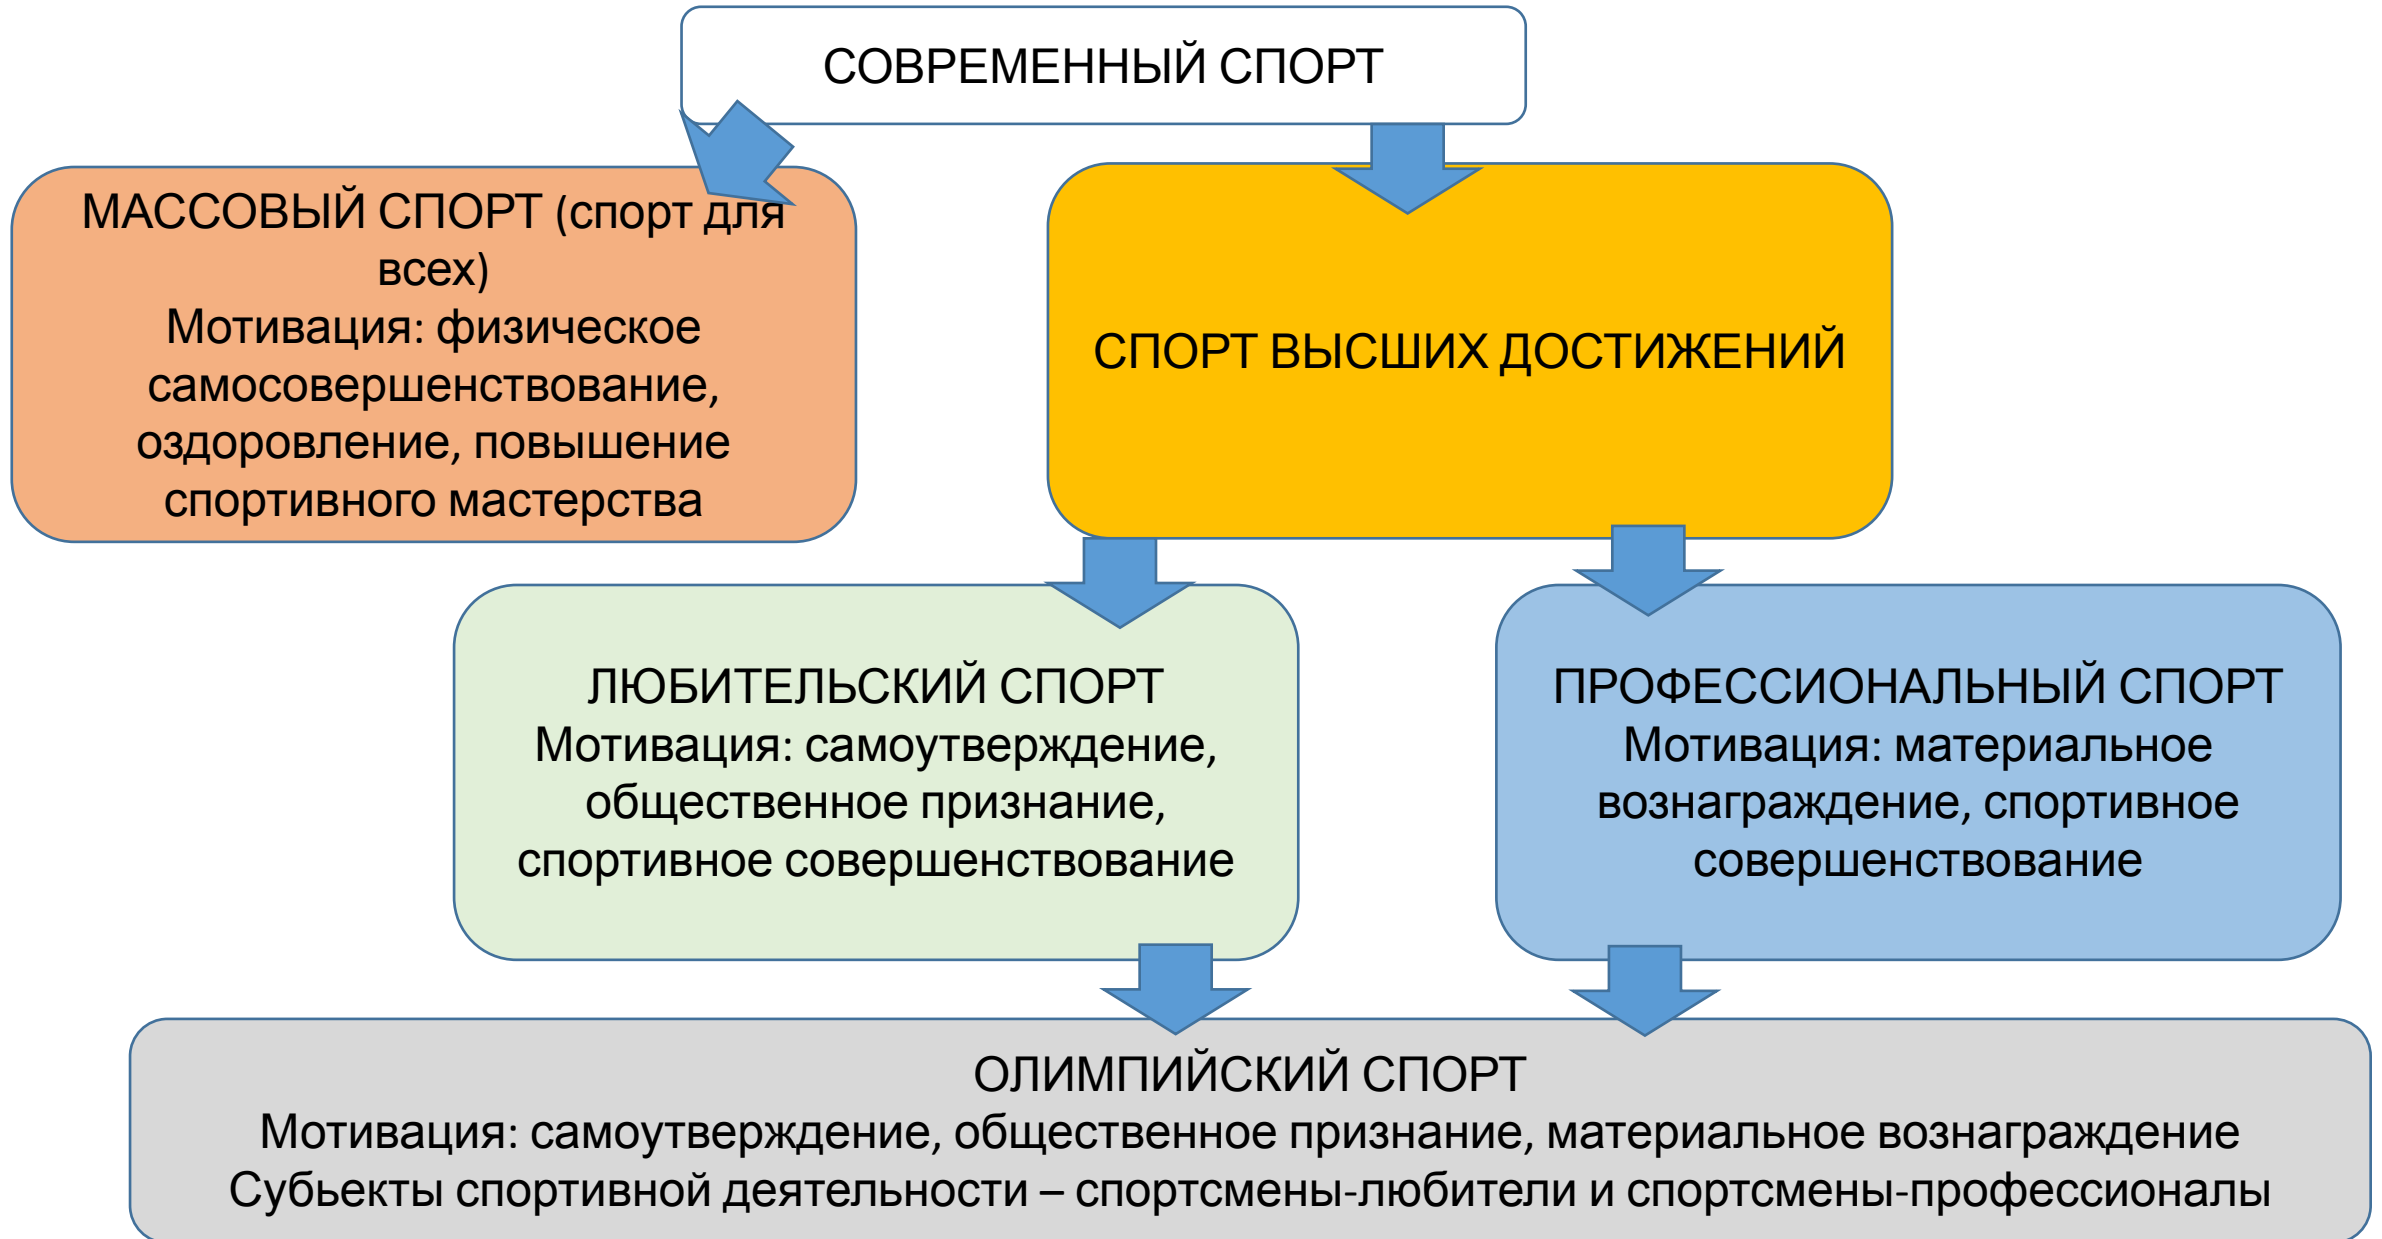 СОВРЕМЕННЫЙ СПОРТ
МАССОВЫЙ СПОРТ (спорт для
всех)
Мотивация: физическое
самосовершенствование,
оздоровление, повышение
спортивного мастерства
СПОРТ ВЫСШИХ ДОСТИЖЕНИЙ
ЛЮБИТЕЛЬСКИЙ СПОРТ
Мотивация: самоутверждение,
общественное признание,
спортивное совершенствование
ПРОФЕССИОНАЛЬНЫЙ СПОРТ
Мотивация: материальное
вознаграждение, спортивное
совершенствование
ОЛИМПИЙСКИЙ СПОРТ
Мотивация: самоутверждение, общественное признание, материальное вознаграждение
Субьекты спортивной деятельности – спортсмены-любители и спортсмены-профессионалы